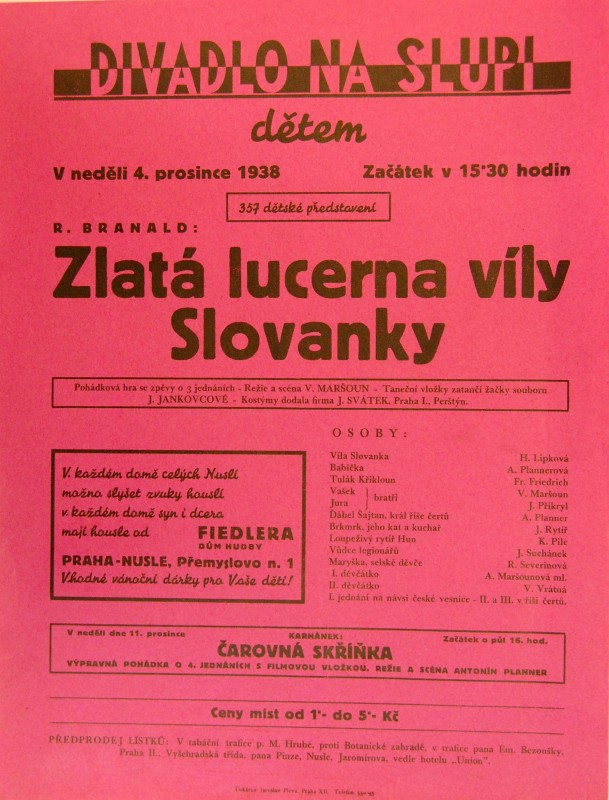 DIVADLO NA SLUPI
dětem
V neděli 4. prosince 1938 Začátek v 15·30 hodin
357 dětské představení
R. BRANALD:
Zlatá lucerna víly
Slovanky
Pohádková hra se zpěvy o 3 jednáních - Režie a scéna V. MARŠOUN - Taneční vložky zatančí žačky souboru
J. JANKOVCOVÉ - Kostýmy dodala firma J. SVÁTEK, Praha I., Perštýn.
OSOBY:
Víla Slovanka H. Lipková
Babička A. Plannerová
Tulák Křikloun Fr. Friedrich
Vašek V. Maršoun
bratři
Jura J. Přikryl
Ďábel Šajtan, král říše čertů A. Planner
Brkmrk, jeho kat a kuchař J. Rytíř
Loupeživý rytíř Hun K. Pilc
Vůdce legionářů J. Suchánek
Maryška, selské děvče R. Severinová
I. děvčátko A. Maršounová ml.
II. děvčátko V. Vrátná
I. jednání na návsi české vesnice - II. a III. v říši čertů.
V každém domě celých Nuslí
možno slyšet zvuky houslí
v každém domě syn i dcera
mají housle od FIEDLERA
DŮM HUDBY
PRAHA-NUSLE, Přemyslovo n. 1
Vhodné vánoční dárky pro Vaše děti!
V neděli dne 11. prosince KARHÁNEK: Začátek o půl 16. hod.
ČAROVNÁ SKŘÍŇKA
VÝPRAVNÁ POHÁDKA O 4. JEDNÁNÍCH S FILMOVOU VLOŽKOU. REŽIE A SCÉNA ANTONÍN PLANNER
Ceny míst od 1·- do 5·- Kč
PŘEDPRODEJ LÍSTKŮ: V tabáční trafice p. M. Hrubé, proti Botanické zahradě, v trafice pana Em. Bezoušky,
Praha II., Vyšehradská třída, pana Pinze, Nusle, Jaromírova, vedle hotelu „Union".